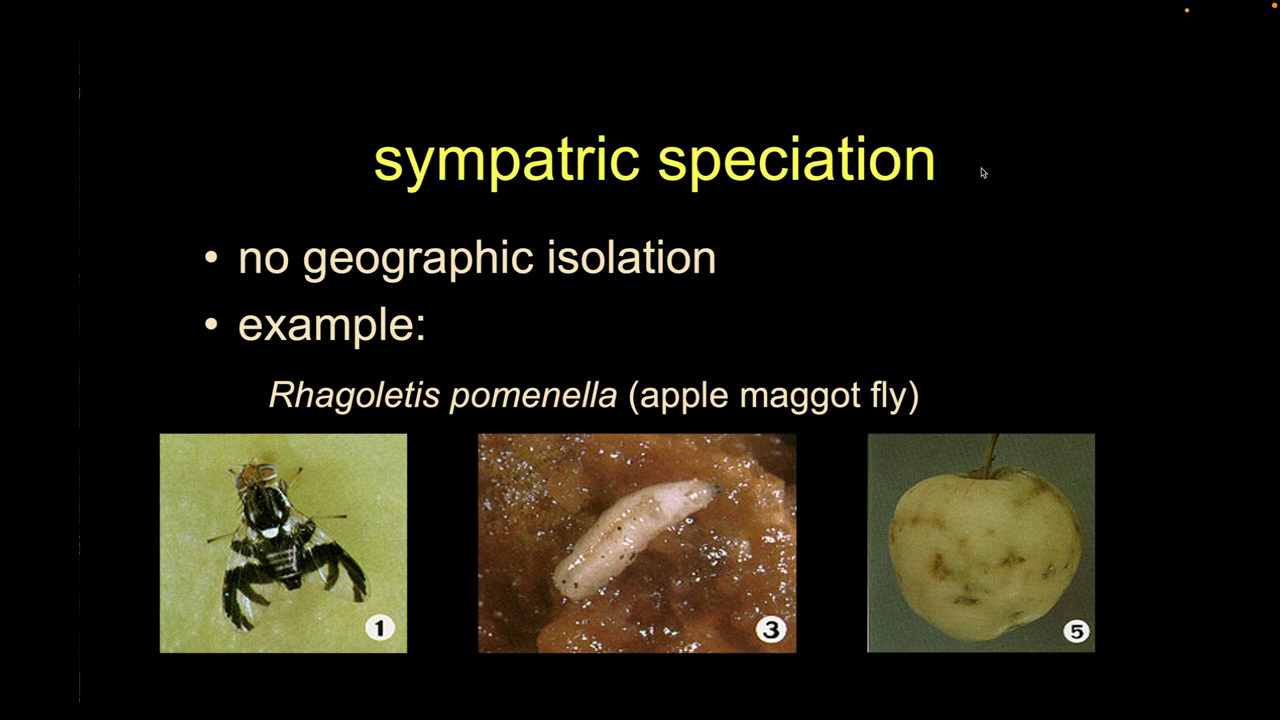 sympatric speciation
• no geographic isolation
• example:
Rhagoletis pomenella (apple maggot fly)
1
3
5